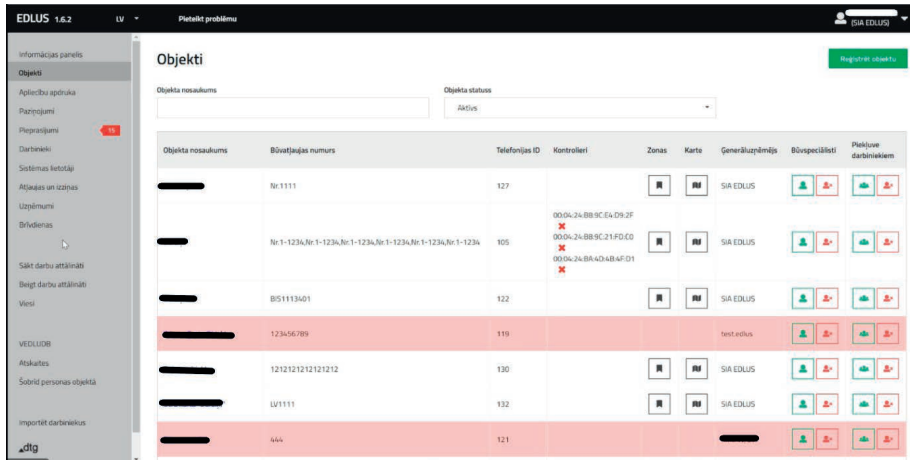 EDLUS 1.6.2 LV Pieteikt problēmu (SIA EDLUS)
Informācijas panelis
Objekti
Apliecību apdruka
Paziņojumi
Pieprasījumi 15
Darbinieki
Sistēmas lietotāji
Atļaujas un izziņas
Uzņēmumi
Brīvdienas
Sākt darbu attālināti
Beigt darbu attālināti
Viesi
VEDLUDB
Atskaites
Šobrīd personas objektā
Importēt darbiniekus
dtg
Objekti
Reģistrēt objektu
Objekta nosaukums Objekta statuss
Aktīvs
Objekta nosaukums Būvatļaujas numurs Telefonijas ID Kontrolieri Zonas Karte Ģenerāluzņēmējs Būvspeciālisti Piekļuve darbiniekiem
Nr.1111 127 SIA EDLUS
00:04:24:BB:9C:E4:D9:2F
Nr.1-1234,Nr.1-1234,Nr.1-1234,Nr.1-1234,Nr.1-1234,Nr.1-1234 105 00:04:24:BB:9C:21:FD:C0 SIA EDLUS
00:04:24:BA:4D:4B:4F:D1
BIS1113401 122 SIA EDLUS
123456789 119 test.edlus
1212121212121212 130 SIA EDLUS
LV1111 132 SIA EDLUS
444 121